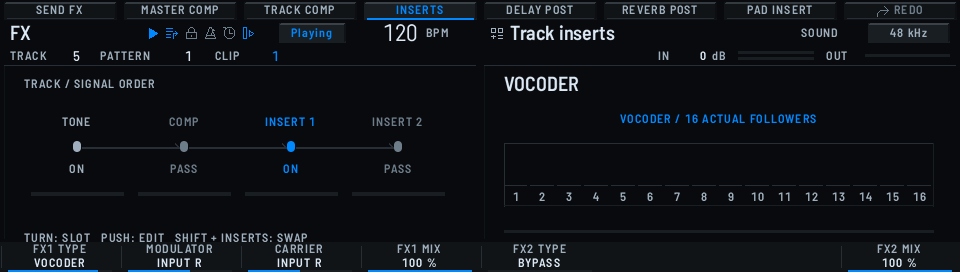 SEND FX MASTER COMP TRACK COMP INSERTS DELAY POST REVERB POST PAD INSERT REDO
FX Playing 120 BPM Track inserts SOUND 48 kHz
TRACK 5 PATTERN 1 CLIP 1 IN 0 dB OUT
TRACK / SIGNAL ORDER
VOCODER
VOCODER / 16 ACTUAL FOLLOWERS
TONE COMP INSERT 1 INSERT 2
ON PASS ON PASS
1 2 3 4 5 6 7 8 9 10 11 12 13 14 15 16
TURN: SLOT PUSH: EDIT SHIFT + INSERTS: SWAP
FX1 TYPE MODULATOR CARRIER FX1 MIX FX2 TYPE FX2 MIX
VOCODER INPUT R INPUT R 100 % BYPASS 100 %